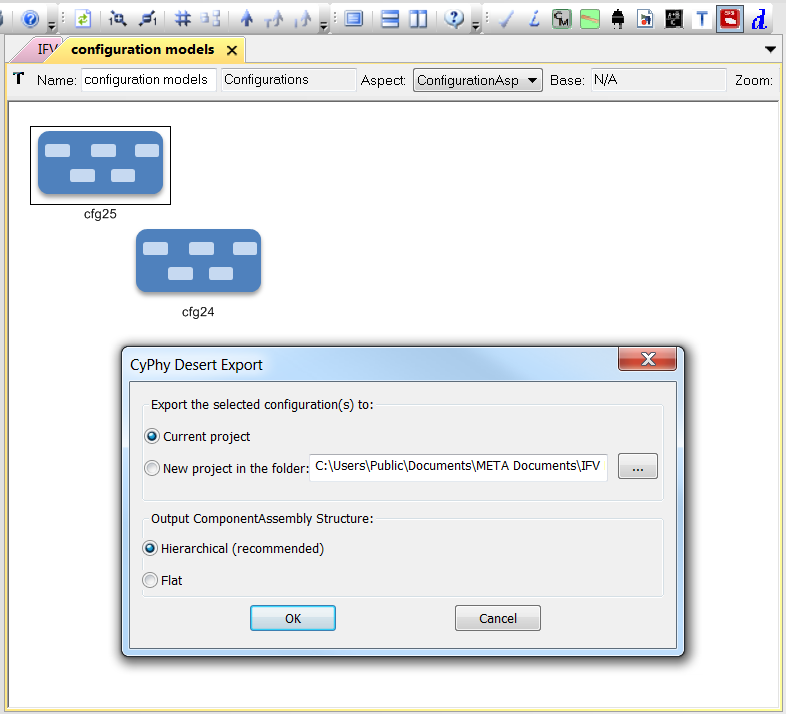 IFV
configuration models
T Name: configuration models Configurations Aspect: ConfigurationAsp Base: N/A Zoom:
cfg25
cfg24
CyPhy Desert Export
Export the selected configuration(s) to:
Current project
New project in the folder: C:\Users\Public\Documents\META Documents\IFV ...
Output ComponentAssembly Structure:
Hierarchical (recommended)
Flat
OK Cancel